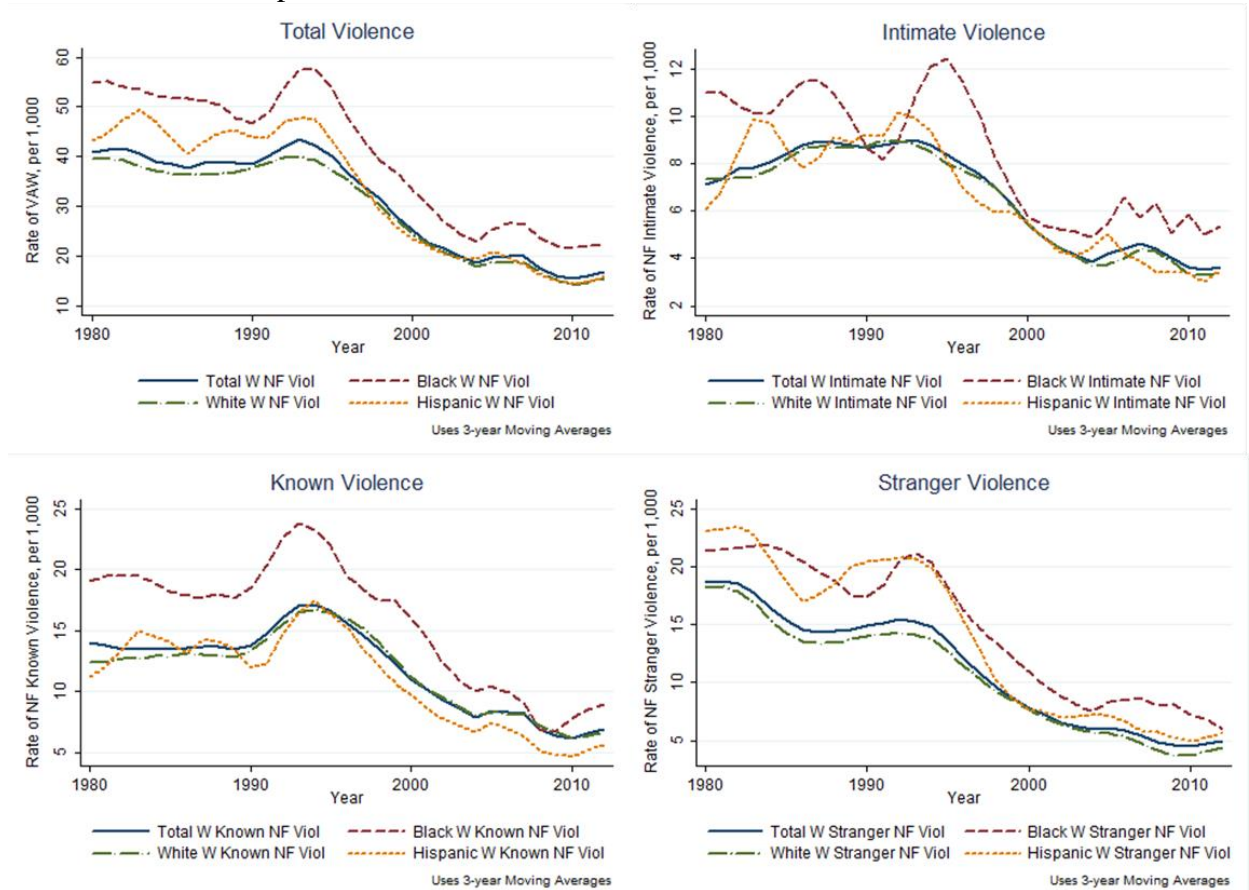 Total Violence
Rate of VAW, per 1,000
60
50
40
30
20
10
1980 1990 2000 2010
Year
Total W NF Viol Black W NF Viol
White W NF Viol Hispanic W NF Viol
Uses 3-year Moving Averages
Intimate Violence
Rate of NF Intimate Violence, per 1,000
12
10
8
6
4
2
1980 1990 2000 2010
Year
Total W Intimate NF Viol Black W Intimate NF Viol
White W Intimate NF Viol Hispanic W Intimate NF Viol
Uses 3-year Moving Averages
Known Violence
Rate of NF Known Violence, per 1,000
25
20
15
10
5
1980 1990 2000 2010
Year
Total W Known NF Viol Black W Known NF Viol
White W Known NF Viol Hispanic W Known NF Viol
Uses 3-year Moving Averages
Stranger Violence
Rate of NF Stranger Violence, per 1,000
25
20
15
10
5
1980 1990 2000 2010
Year
Total W Stranger NF Viol Black W Stranger NF Viol
White W Stranger NF Viol Hispanic W Stranger NF Viol
Uses 3-year Moving Averages